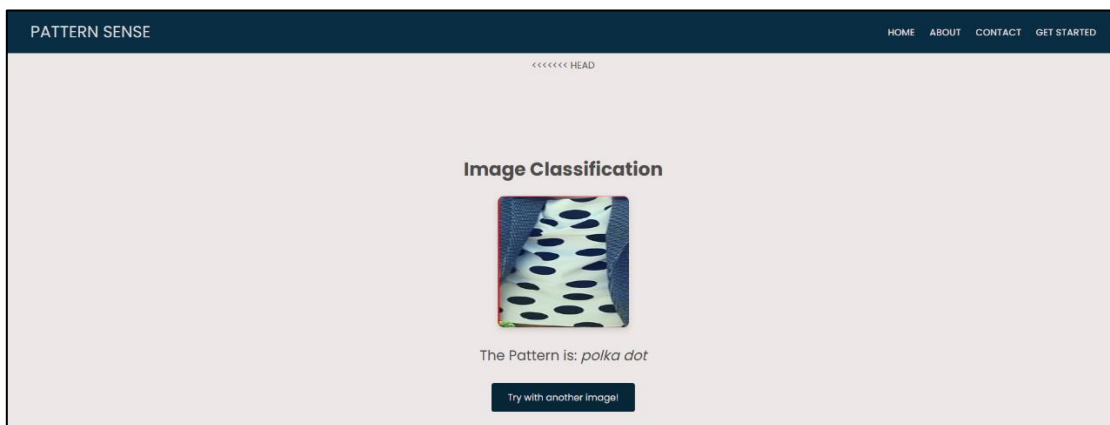 PATTERN SENSE HOME ABOUT CONTACT GET STARTED
<<<<<<< HEAD
Image Classification
The Pattern is: polka dot
Try with another image!